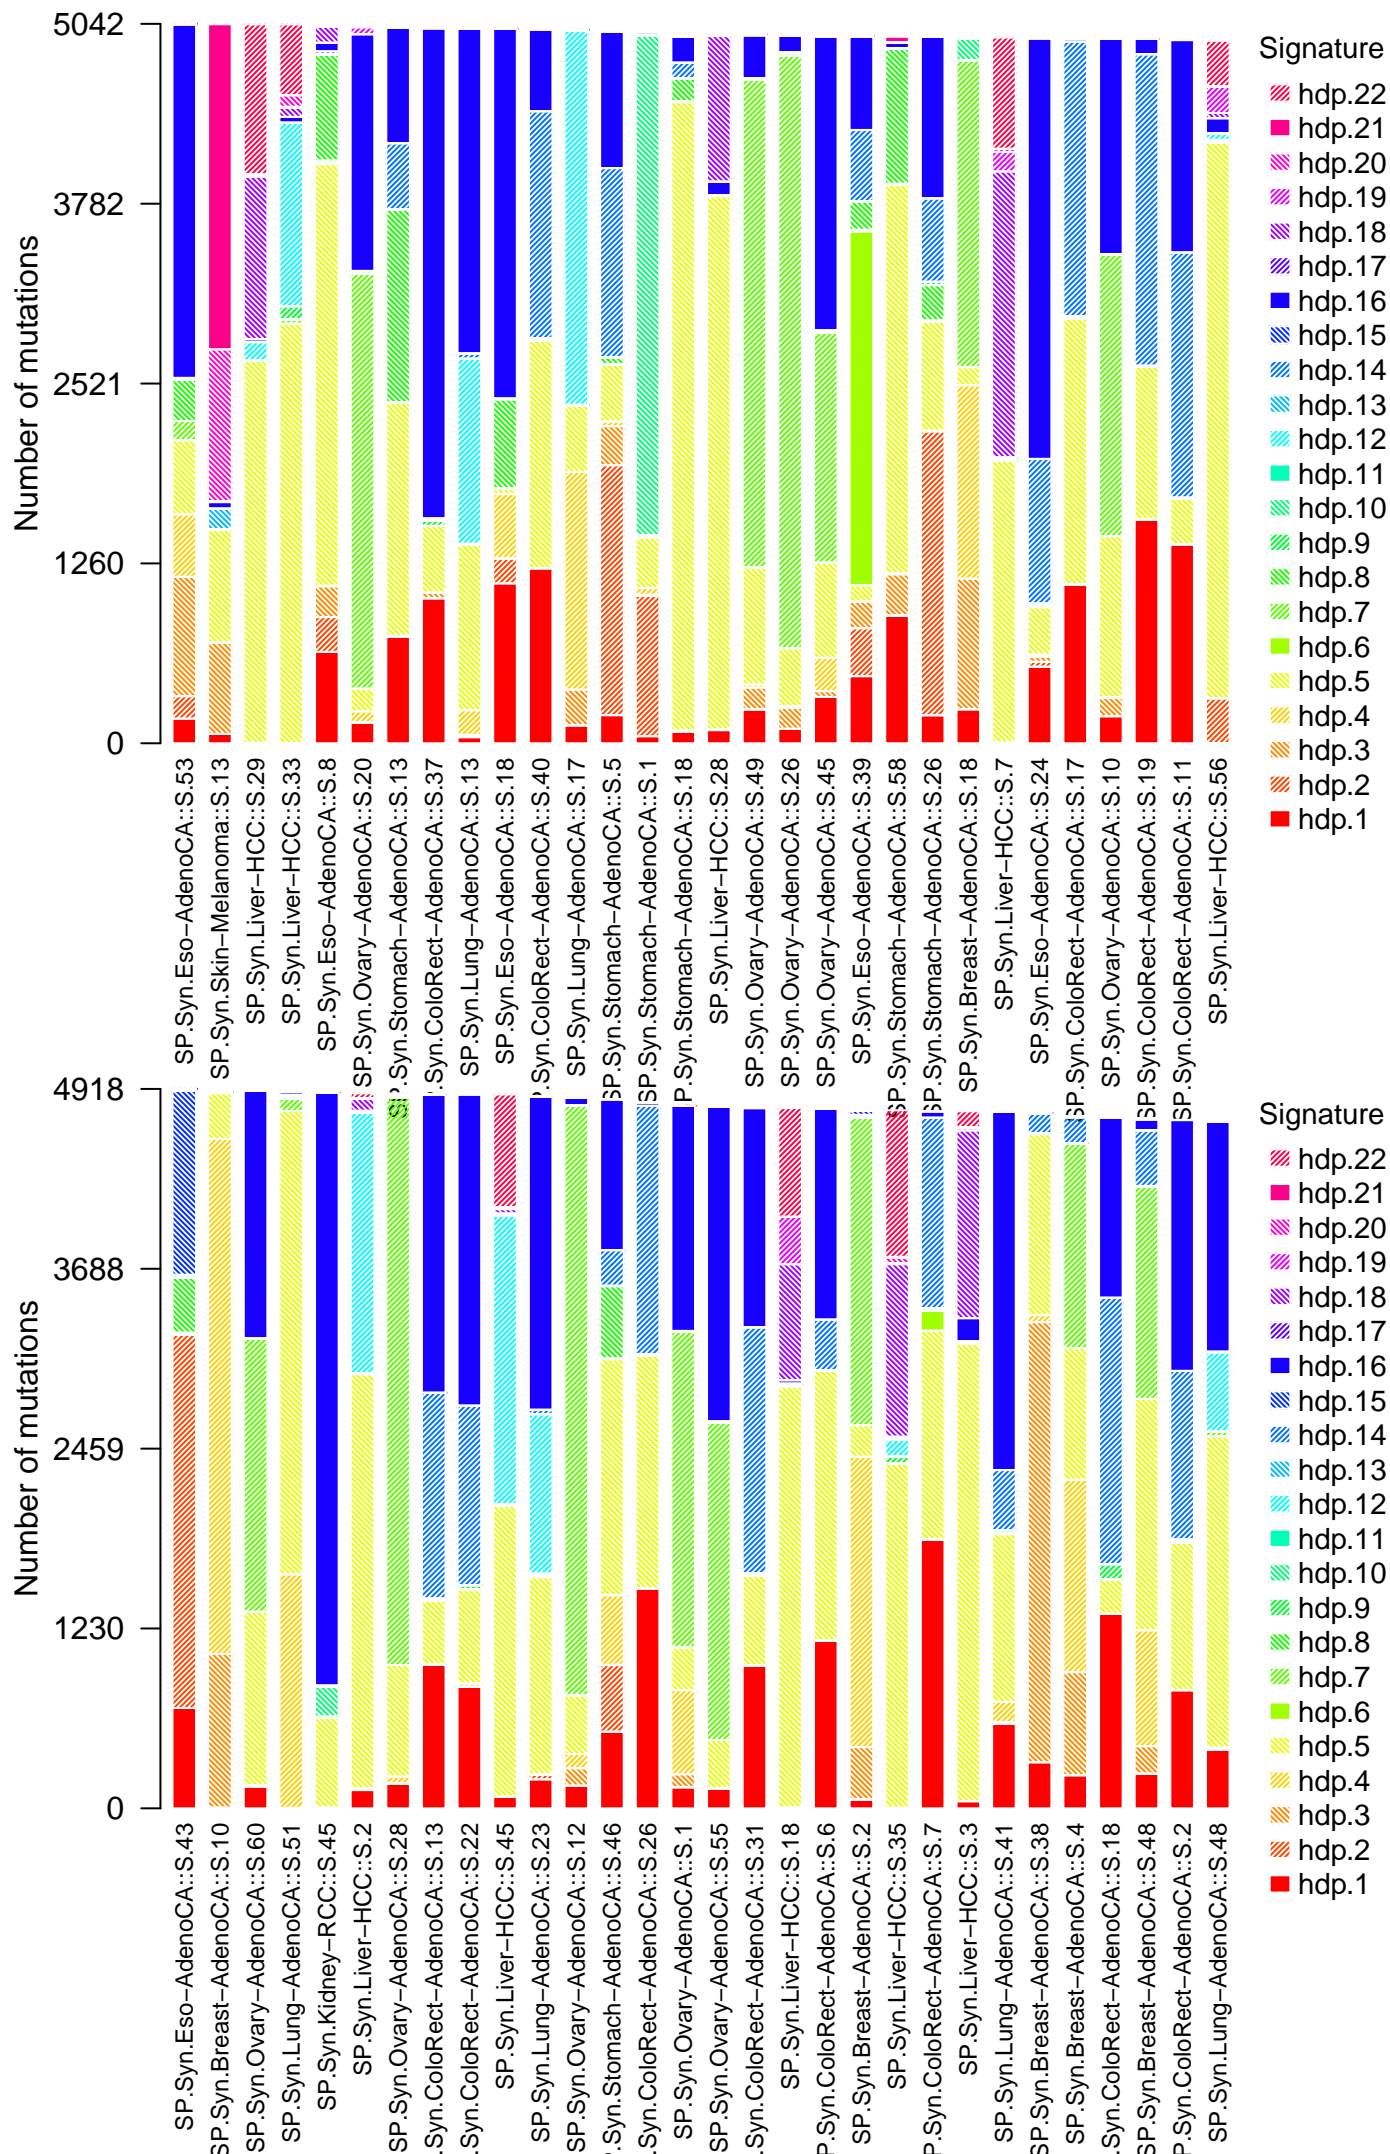 Number of mutations
5042
3782
2521
1260
0
SP.Syn.Eso−AdenoCA::S.53
SP.Syn.Skin−Melanoma::S.13
SP.Syn.Liver−HCC::S.29
SP.Syn.Liver−HCC::S.33
SP.Syn.Eso−AdenoCA::S.8
SP.Syn.Ovary−AdenoCA::S.20
SP.Syn.Stomach−AdenoCA::S.13
.Syn.ColoRect−AdenoCA::S.37
SP.Syn.Lung−AdenoCA::S.13
SP.Syn.Eso−AdenoCA::S.18
P.Syn.ColoRect−AdenoCA::S.40
SP.Syn.Lung−AdenoCA::S.17
SP.Syn.Stomach−AdenoCA::S.5
SP.Syn.Stomach−AdenoCA::S.1
P.Syn.Stomach−AdenoCA::S.18
SP.Syn.Liver−HCC::S.28
SP.Syn.Ovary−AdenoCA::S.49
SP.Syn.Ovary−AdenoCA::S.26
SP.Syn.Ovary−AdenoCA::S.45
SP.Syn.Eso−AdenoCA::S.39
SP.Syn.Stomach−AdenoCA::S.58
SP.Syn.Stomach−AdenoCA::S.26
SP.Syn.Breast−AdenoCA::S.18
SP.Syn.Liver−HCC::S.7
SP.Syn.Eso−AdenoCA::S.24
SP.Syn.ColoRect−AdenoCA::S.17
SP.Syn.Ovary−AdenoCA::S.10
SP.Syn.ColoRect−AdenoCA::S.19
SP.Syn.ColoRect−AdenoCA::S.11
SP.Syn.Liver−HCC::S.56
Signature
hdp.22
hdp.21
hdp.20
hdp.19
hdp.18
hdp.17
hdp.16
hdp.15
hdp.14
hdp.13
hdp.12
hdp.11
hdp.10
hdp.9
hdp.8
hdp.7
hdp.6
hdp.5
hdp.4
hdp.3
hdp.2
hdp.1
Number of mutations
4918
3688
2459
1230
0
SP.Syn.Eso−AdenoCA::S.43
SP.Syn.Breast−AdenoCA::S.10
SP.Syn.Ovary−AdenoCA::S.60
SP.Syn.Lung−AdenoCA::S.51
SP.Syn.Kidney−RCC::S.45
SP.Syn.Liver−HCC::S.2
SP.Syn.Ovary−AdenoCA::S.28
.Syn.ColoRect−AdenoCA::S.13
.Syn.ColoRect−AdenoCA::S.22
SP.Syn.Liver−HCC::S.45
SP.Syn.Lung−AdenoCA::S.23
SP.Syn.Ovary−AdenoCA::S.12
P.Syn.Stomach−AdenoCA::S.46
.Syn.ColoRect−AdenoCA::S.26
SP.Syn.Ovary−AdenoCA::S.1
SP.Syn.Ovary−AdenoCA::S.55
.Syn.ColoRect−AdenoCA::S.31
SP.Syn.Liver−HCC::S.18
P.Syn.ColoRect−AdenoCA::S.6
SP.Syn.Breast−AdenoCA::S.2
SP.Syn.Liver−HCC::S.35
P.Syn.ColoRect−AdenoCA::S.7
SP.Syn.Liver−HCC::S.3
SP.Syn.Lung−AdenoCA::S.41
SP.Syn.Breast−AdenoCA::S.38
SP.Syn.Breast−AdenoCA::S.4
.Syn.ColoRect−AdenoCA::S.18
SP.Syn.Breast−AdenoCA::S.48
P.Syn.ColoRect−AdenoCA::S.2
SP.Syn.Lung−AdenoCA::S.48
Signature
hdp.22
hdp.21
hdp.20
hdp.19
hdp.18
hdp.17
hdp.16
hdp.15
hdp.14
hdp.13
hdp.12
hdp.11
hdp.10
hdp.9
hdp.8
hdp.7
hdp.6
hdp.5
hdp.4
hdp.3
hdp.2
hdp.1